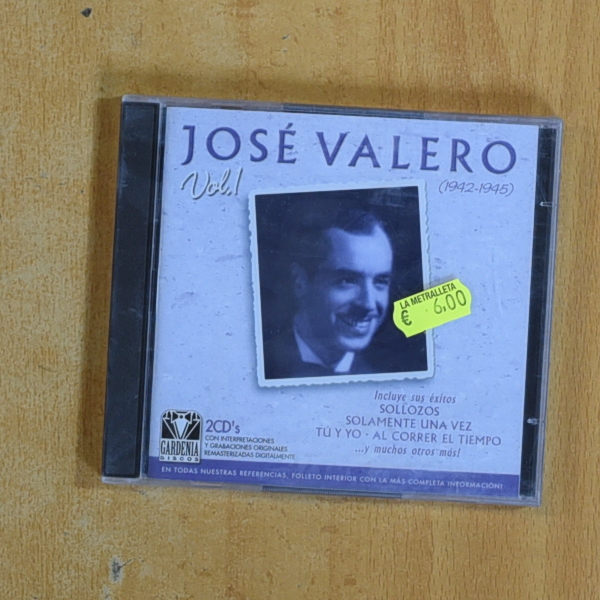 JOSÉ VALERO
Vol.1
(1942-1945)
LA METRALLETA
€ 6,00
Incluye sus éxitos
SOLLOZOS
SOLAMENTE UNA VEZ
TÚ Y YO · AL CORRER EL TIEMPO
...y muchos otros más!
GARDENIA
DISCOS
2CD's
CON INTERPRETACIONES
Y GRABACIONES ORIGINALES
REMASTERIZADAS DIGITALMENTE
EN TODAS NUESTRAS REFERENCIAS, FOLLETO INTERIOR CON LA MÁS COMPLETA INFORMACIÓN!